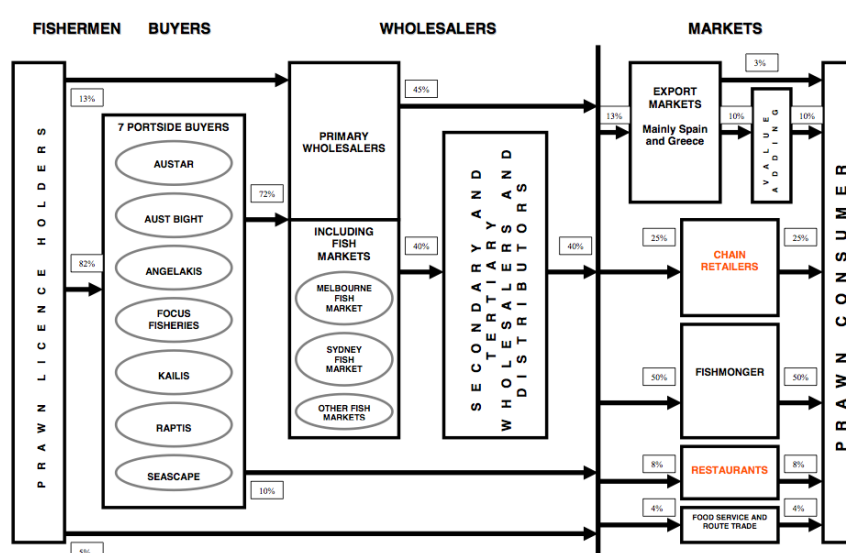 FISHERMEN BUYERS WHOLESALERS MARKETS
PRAWN LICENCE HOLDERS
13%
82%
5%
7 PORTSIDE BUYERS
AUSTAR
AUST BIGHT
ANGELAKIS
FOCUS
FISHERIES
KAILIS
RAPTIS
SEASCAPE
72%
10%
PRIMARY
WHOLESALERS
INCLUDING
FISH
MARKETS
MELBOURNE
FISH
MARKET
SYDNEY
FISH
MARKET
OTHER FISH
MARKETS
45%
40%
SECONDARY AND
TERTIARY
WHOLESALERS AND
DISTRIBUTORS
40%
13%
EXPORT
MARKETS
Mainly Spain
and Greece
3%
10%
VALUE
ADDING
10%
25%
CHAIN
RETAILERS
25%
50%
FISHMONGER
50%
8%
RESTAURANTS
8%
4%
FOOD SERVICE AND
ROUTE TRADE
4%
PRAWN CONSUMER